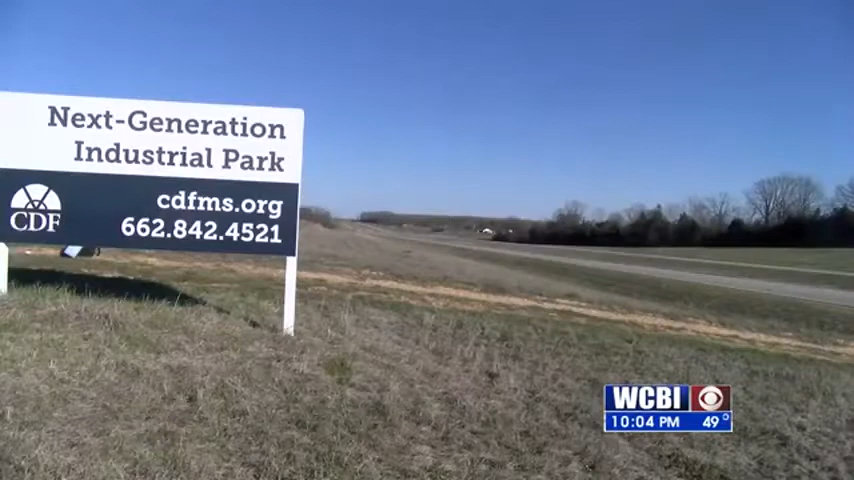 Next-Generation
Industrial Park
CDF
cdfms.org
662.842.4521
WCBI
10:04 PM 49°